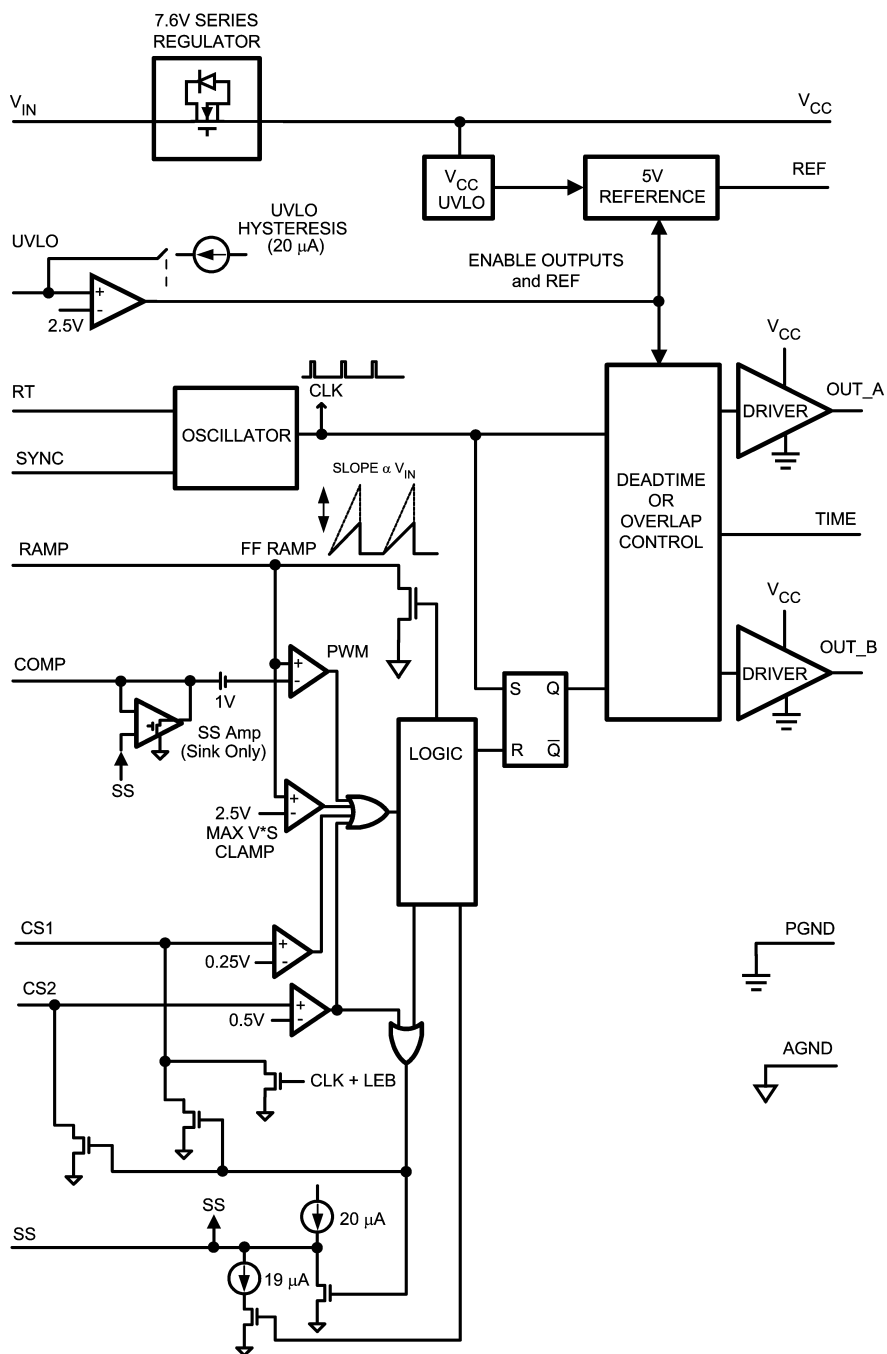 7.6V SERIES
REGULATOR
VIN
VCC
VCC
UVLO
5V
REFERENCE
REF
UVLO
HYSTERESIS
(20 μA)
UVLO
+
-
2.5V
ENABLE OUTPUTS
and REF
VCC
RT
CLK
OUT_A
DRIVER
OSCILLATOR
SYNC
SLOPE α VIN
DEADTIME
OR
OVERLAP
CONTROL
TIME
RAMP
FF RAMP
VCC
PWM
OUT_B
COMP
+
-
DRIVER
1V
S Q
SS Amp
(Sink Only)
R Q̅
LOGIC
SS
+
-
2.5V
MAX V*S
CLAMP
CS1
+
-
0.25V
PGND
CS2
+
-
0.5V
AGND
CLK + LEB
SS
20 μA
SS
19 μA